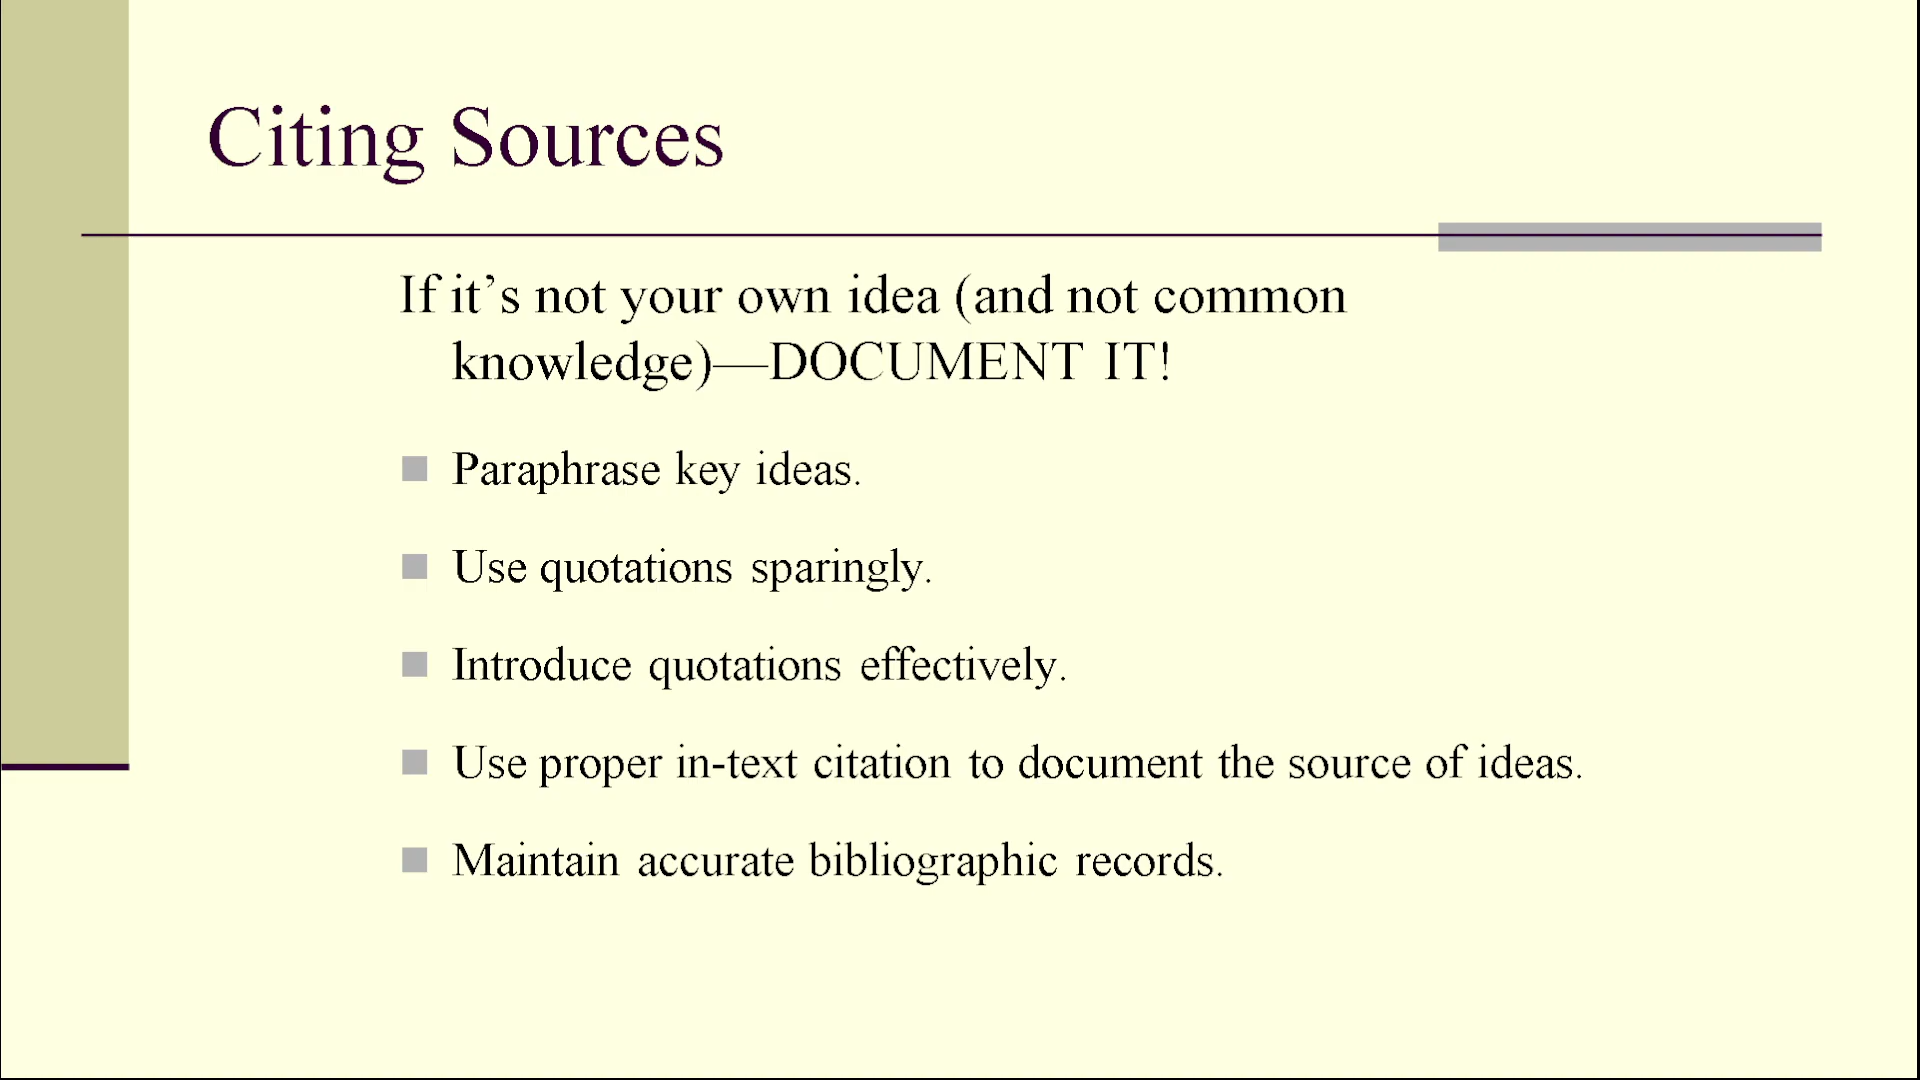 Citing Sources
If it’s not your own idea (and not common
knowledge)—DOCUMENT IT!
Paraphrase key ideas.
Use quotations sparingly.
Introduce quotations effectively.
Use proper in-text citation to document the source of ideas.
Maintain accurate bibliographic records.